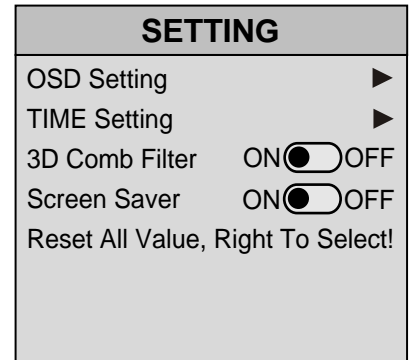 SETTING
OSD Setting
TIME Setting
3D Comb Filter ON OFF
Screen Saver ON OFF
Reset All Value, Right To Select!